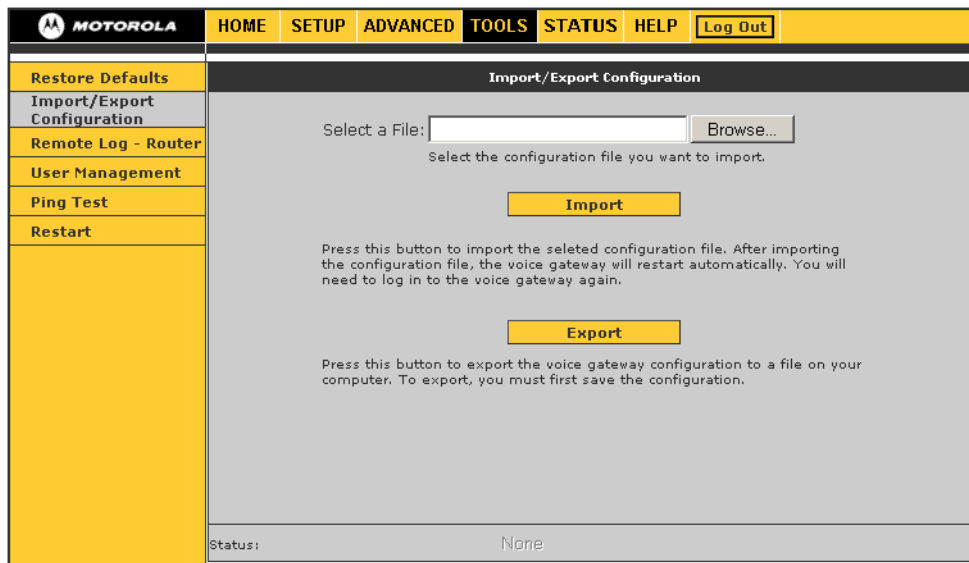 MOTOROLA
HOME SETUP ADVANCED TOOLS STATUS HELP Log Out
Restore Defaults
Import/Export
Configuration
Remote Log - Router
User Management
Ping Test
Restart
Import/Export Configuration
Select a File: Browse...
Select the configuration file you want to import.
Import
Press this button to import the seleted configuration file. After importing
the configuration file, the voice gateway will restart automatically. You will
need to log in to the voice gateway again.
Export
Press this button to export the voice gateway configuration to a file on your
computer. To export, you must first save the configuration.
Status: None